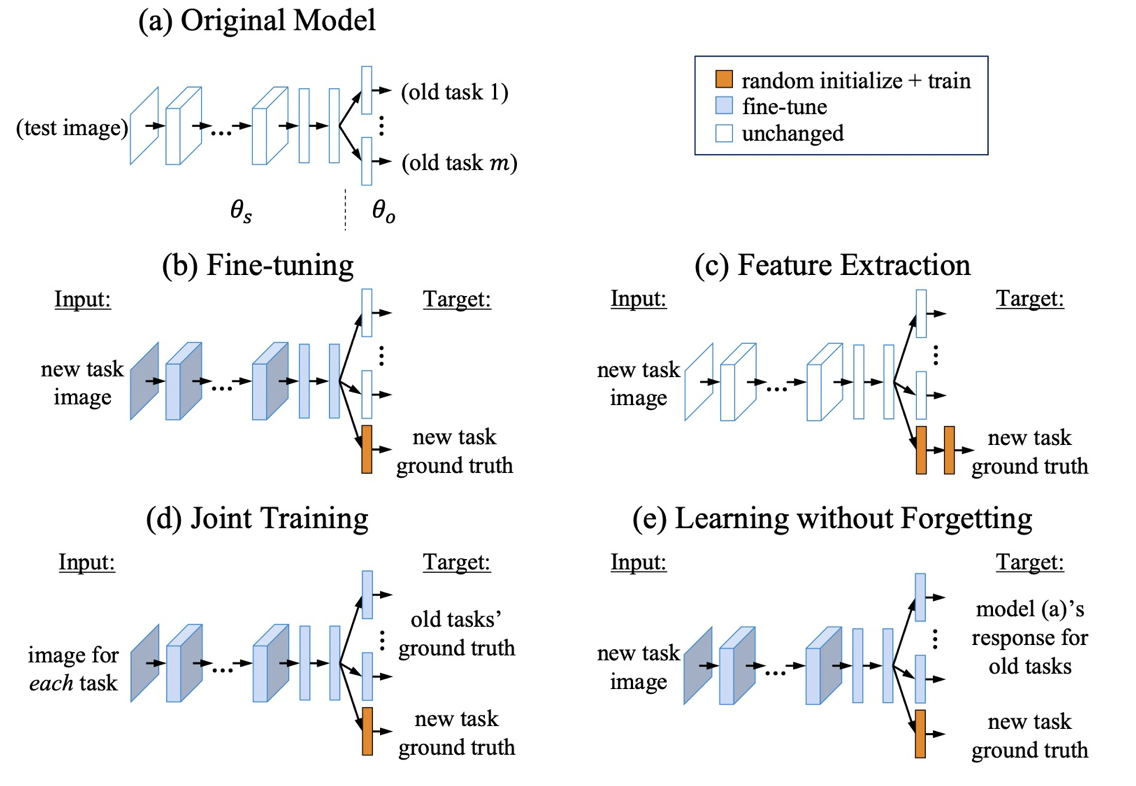 (a) Original Model
(test image)
...
(old task 1)
⋮
(old task m)
θs
θo
random initialize + train
fine-tune
unchanged
(b) Fine-tuning
Input:
Target:
new task
image
...
⋮
new task
ground truth
(c) Feature Extraction
Input:
Target:
new task
image
...
⋮
new task
ground truth
(d) Joint Training
Input:
Target:
image for
each task
...
old tasks’
⋮
ground truth
new task
ground truth
(e) Learning without Forgetting
Input:
Target:
new task
image
...
⋮
model (a)’s
response for
old tasks
new task
ground truth